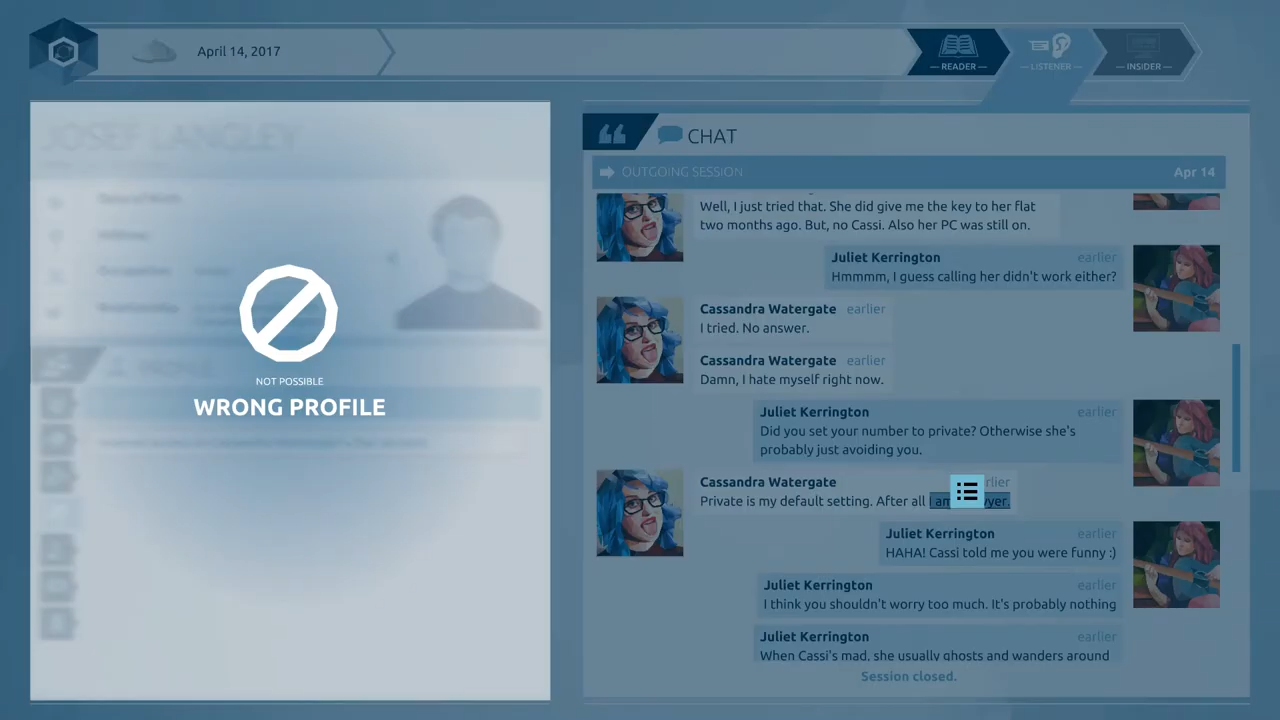 April 14, 2017
READER
LISTENER
INSIDER
JOSEF LANGLEY
NOT POSSIBLE
WRONG PROFILE
CHAT
OUTGOING SESSION
Apr 14
Well, I just tried that. She did give me the key to her flat
two months ago. But, no Cassi. Also her PC was still on.
Juliet Kerrington earlier
Hmmmm, I guess calling her didn't work either?
Cassandra Watergate earlier
I tried. No answer.
Cassandra Watergate earlier
Damn, I hate myself right now.
Juliet Kerrington earlier
Did you set your number to private? Otherwise she's
probably just avoiding you.
Cassandra Watergate
Private is my default setting. After all I am
Juliet Kerrington earlier
HAHA! Cassi told me you were funny :)
Juliet Kerrington earlier
I think you shouldn't worry too much. It's probably nothing
Juliet Kerrington earlier
When Cassi's mad, she usually ghosts and wanders around
Session closed.